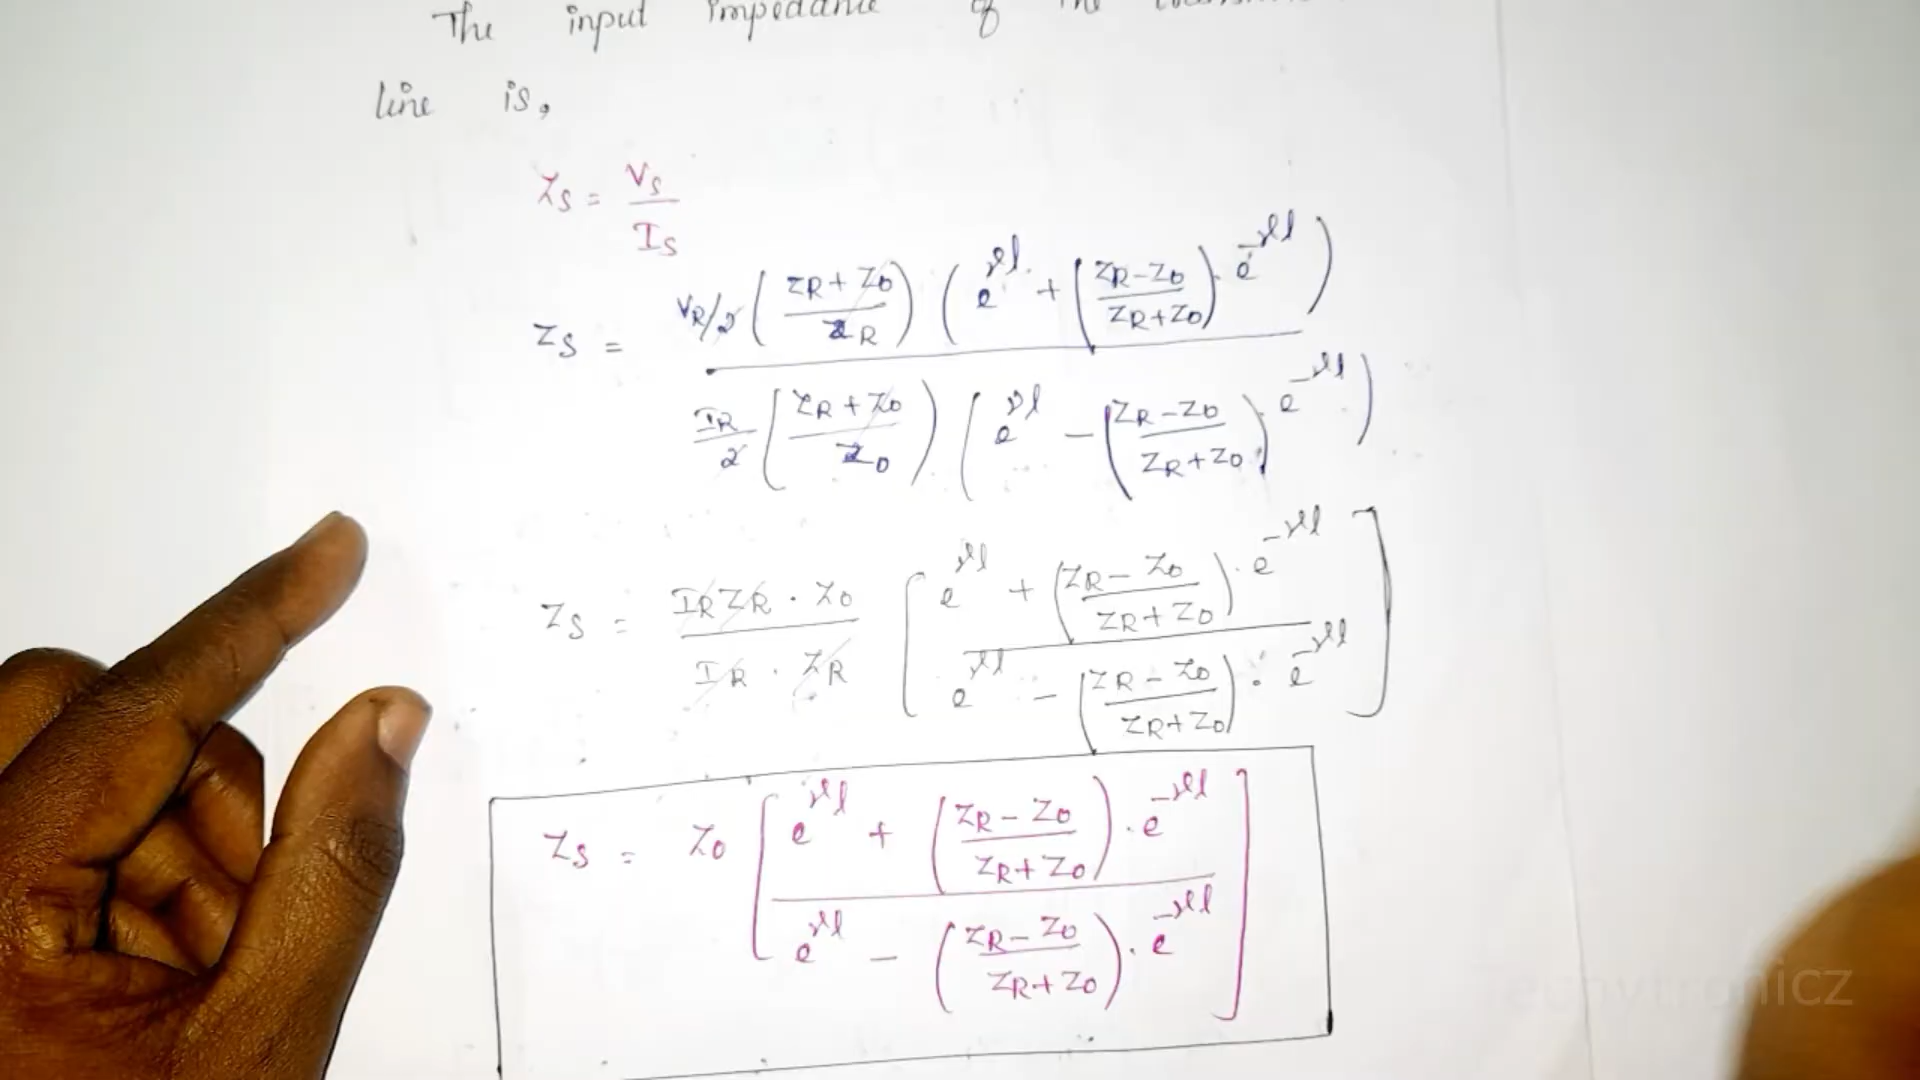 The input impedance of the
line is,
Zs = Vs / Is
Zs = VR/2 ( (ZR + Z0) / ZR ) ( e^γl + ( (ZR - Z0) / (ZR + Z0) ) . e^-γl ) / IR/2 ( (ZR + Z0) / Z0 ) ( e^γl - ( (ZR - Z0) / (ZR + Z0) ) . e^-γl )
Zs = (IR ZR . Z0) / (IR . ZR) [ e^γl + ( (ZR - Z0) / (ZR + Z0) ) . e^-γl / e^γl - ( (ZR - Z0) / (ZR + Z0) ) . e^-γl ]
Zs = Z0 [ e^γl + ( (ZR - Z0) / (ZR + Z0) ) . e^-γl / e^γl - ( (ZR - Z0) / (ZR + Z0) ) . e^-γl ]